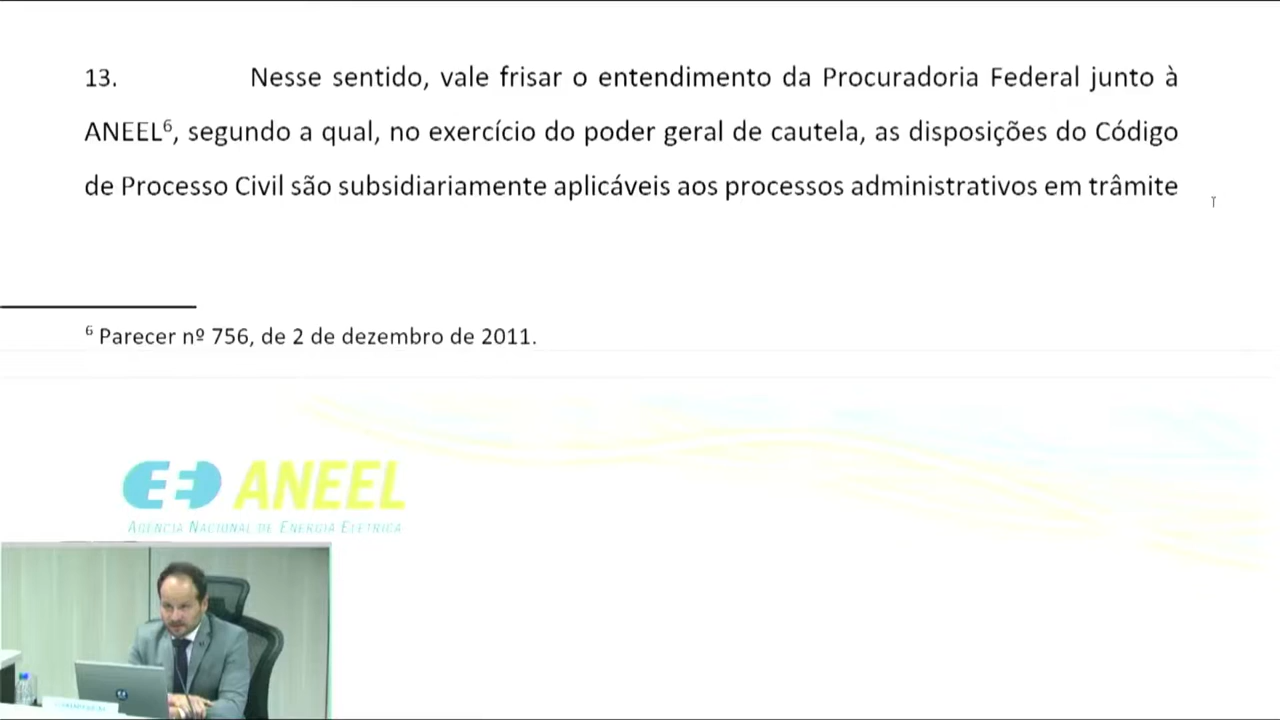 13. Nesse sentido, vale frisar o entendimento da Procuradoria Federal junto à
ANEEL⁶, segundo a qual, no exercício do poder geral de cautela, as disposições do Código
de Processo Civil são subsidiariamente aplicáveis aos processos administrativos em trâmite
⁶ Parecer nº 756, de 2 de dezembro de 2011.
ANEEL
AGÊNCIA NACIONAL DE ENERGIA ELÉTRICA